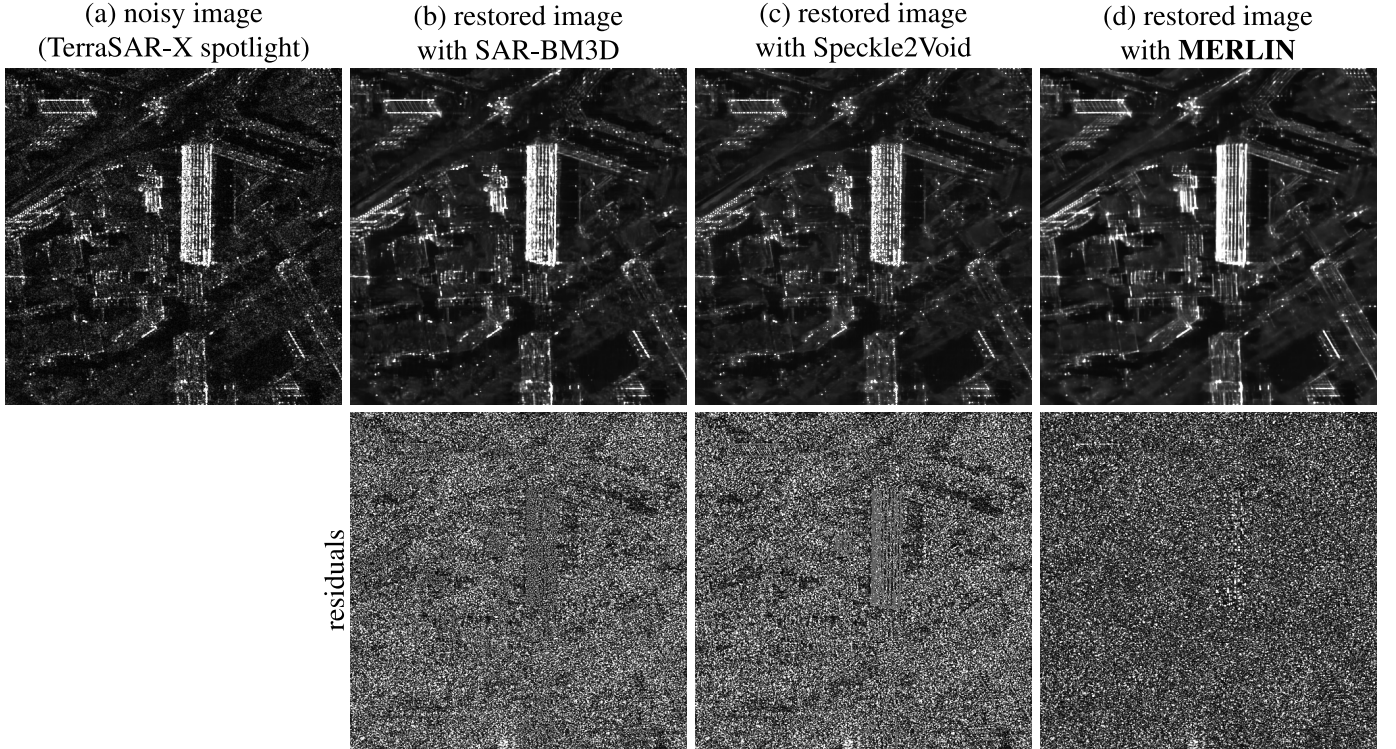 (a) noisy image
(TerraSAR-X spotlight)
(b) restored image
with SAR-BM3D
(c) restored image
with Speckle2Void
(d) restored image
with MERLIN
residuals